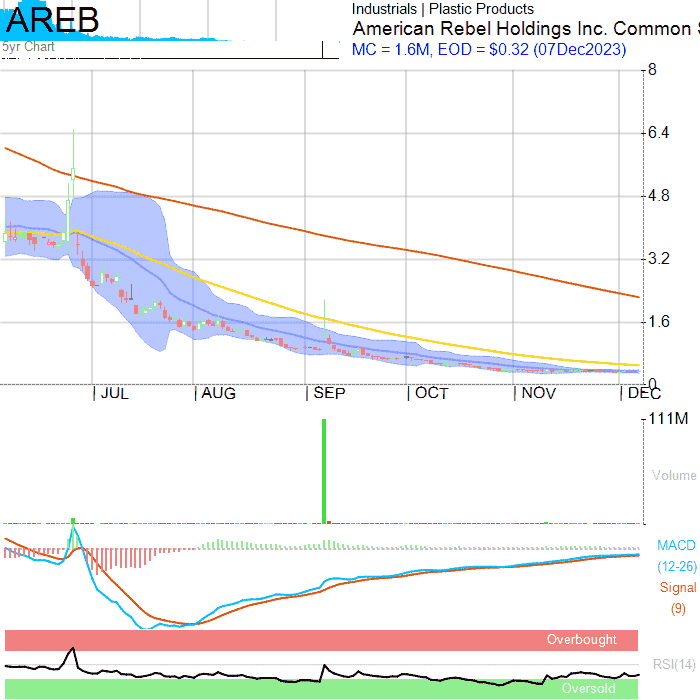 AREB
5yr Chart
Industrials | Plastic Products
American Rebel Holdings Inc. Common
MC = 1.6M, EOD = $0.32 (07Dec2023)
8
6.4
4.8
3.2
1.6
0
JUL AUG SEP OCT NOV DEC
111M
Volume
MACD
(12-26)
Signal
(9)
Overbought
RSI(14)
Oversold